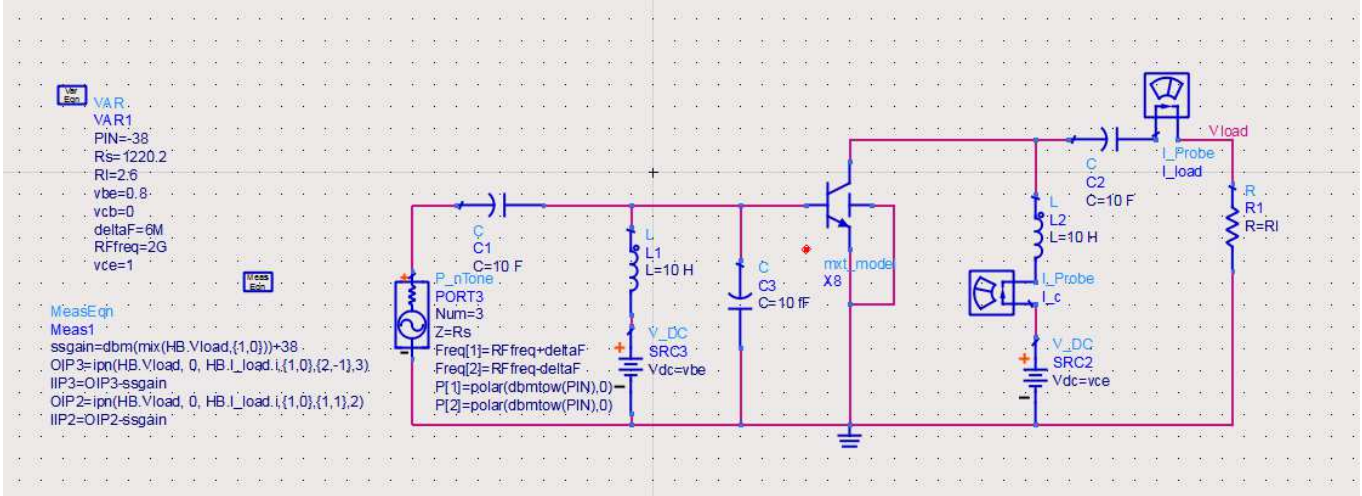 Var
Eqn
VAR
VAR1
PIN=-38
Rs=1220.2
Rl=2.6
vbe=0.8
vcb=0
deltaF=6M
RFfreq=2G
vce=1
Meas
Eqn
MeasEqn
Meas1
ssgain=dbm(mix(HB.Vload,{1,0}))+38
OIP3=ipn(HB.Vload, 0, HB.I_load.i,{1,0},{2,-1},3)
IIP3=OIP3-ssgain
OIP2=ipn(HB.Vload, 0, HB.I_load.i,{1,0},{1,1},2)
IIP2=OIP2-ssgain
C
C1
C=10 F
P_nTone
PORT3
Num=3
Z=Rs
Freq[1]=RFfreq+deltaF
Freq[2]=RFfreq-deltaF
P[1]=polar(dbmtow(PIN),0)
P[2]=polar(dbmtow(PIN),0)
L
L1
L=10 H
V_DC
SRC3
Vdc=vbe
C
C3
C=10 fF
mxt_model
X8
L
L2
L=10 H
I_Probe
I_c
V_DC
SRC2
Vdc=vce
C
C2
C=10 F
I_Probe
I_load
Vload
R
R1
R=Rl